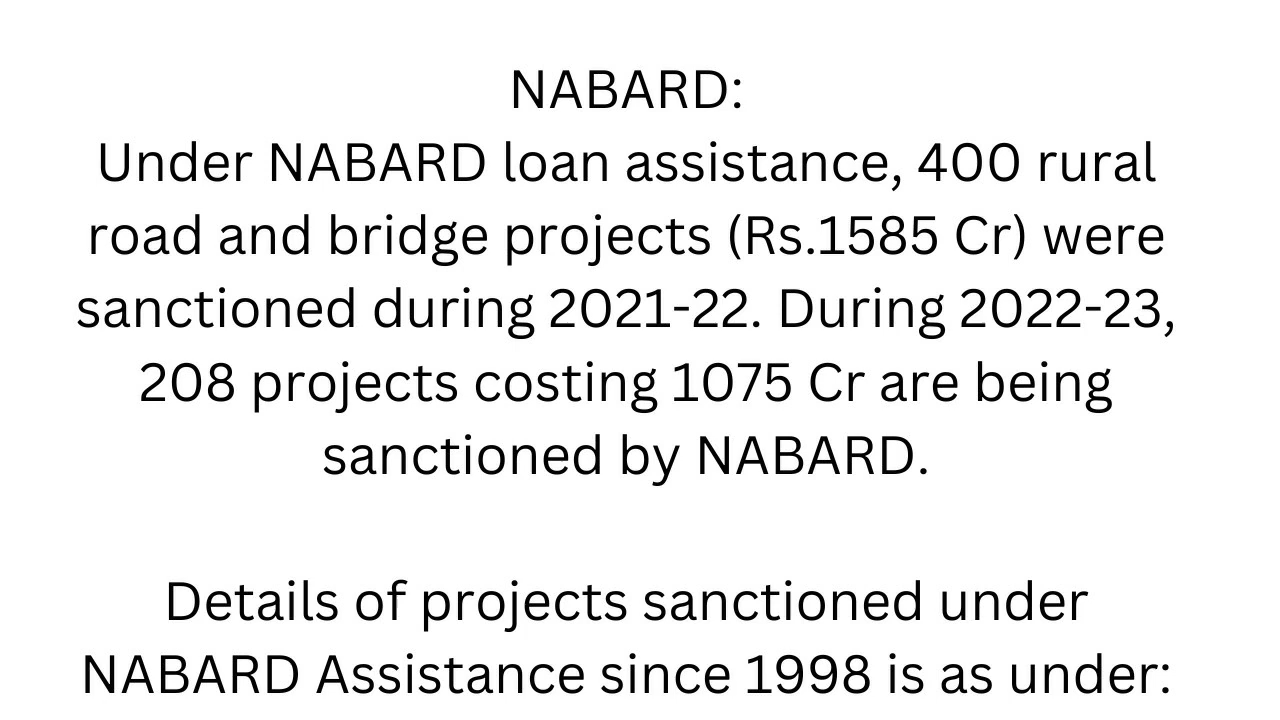 NABARD:
Under NABARD loan assistance, 400 rural
road and bridge projects (Rs.1585 Cr) were
sanctioned during 2021-22. During 2022-23,
208 projects costing 1075 Cr are being
sanctioned by NABARD.
Details of projects sanctioned under
NABARD Assistance since 1998 is as under: